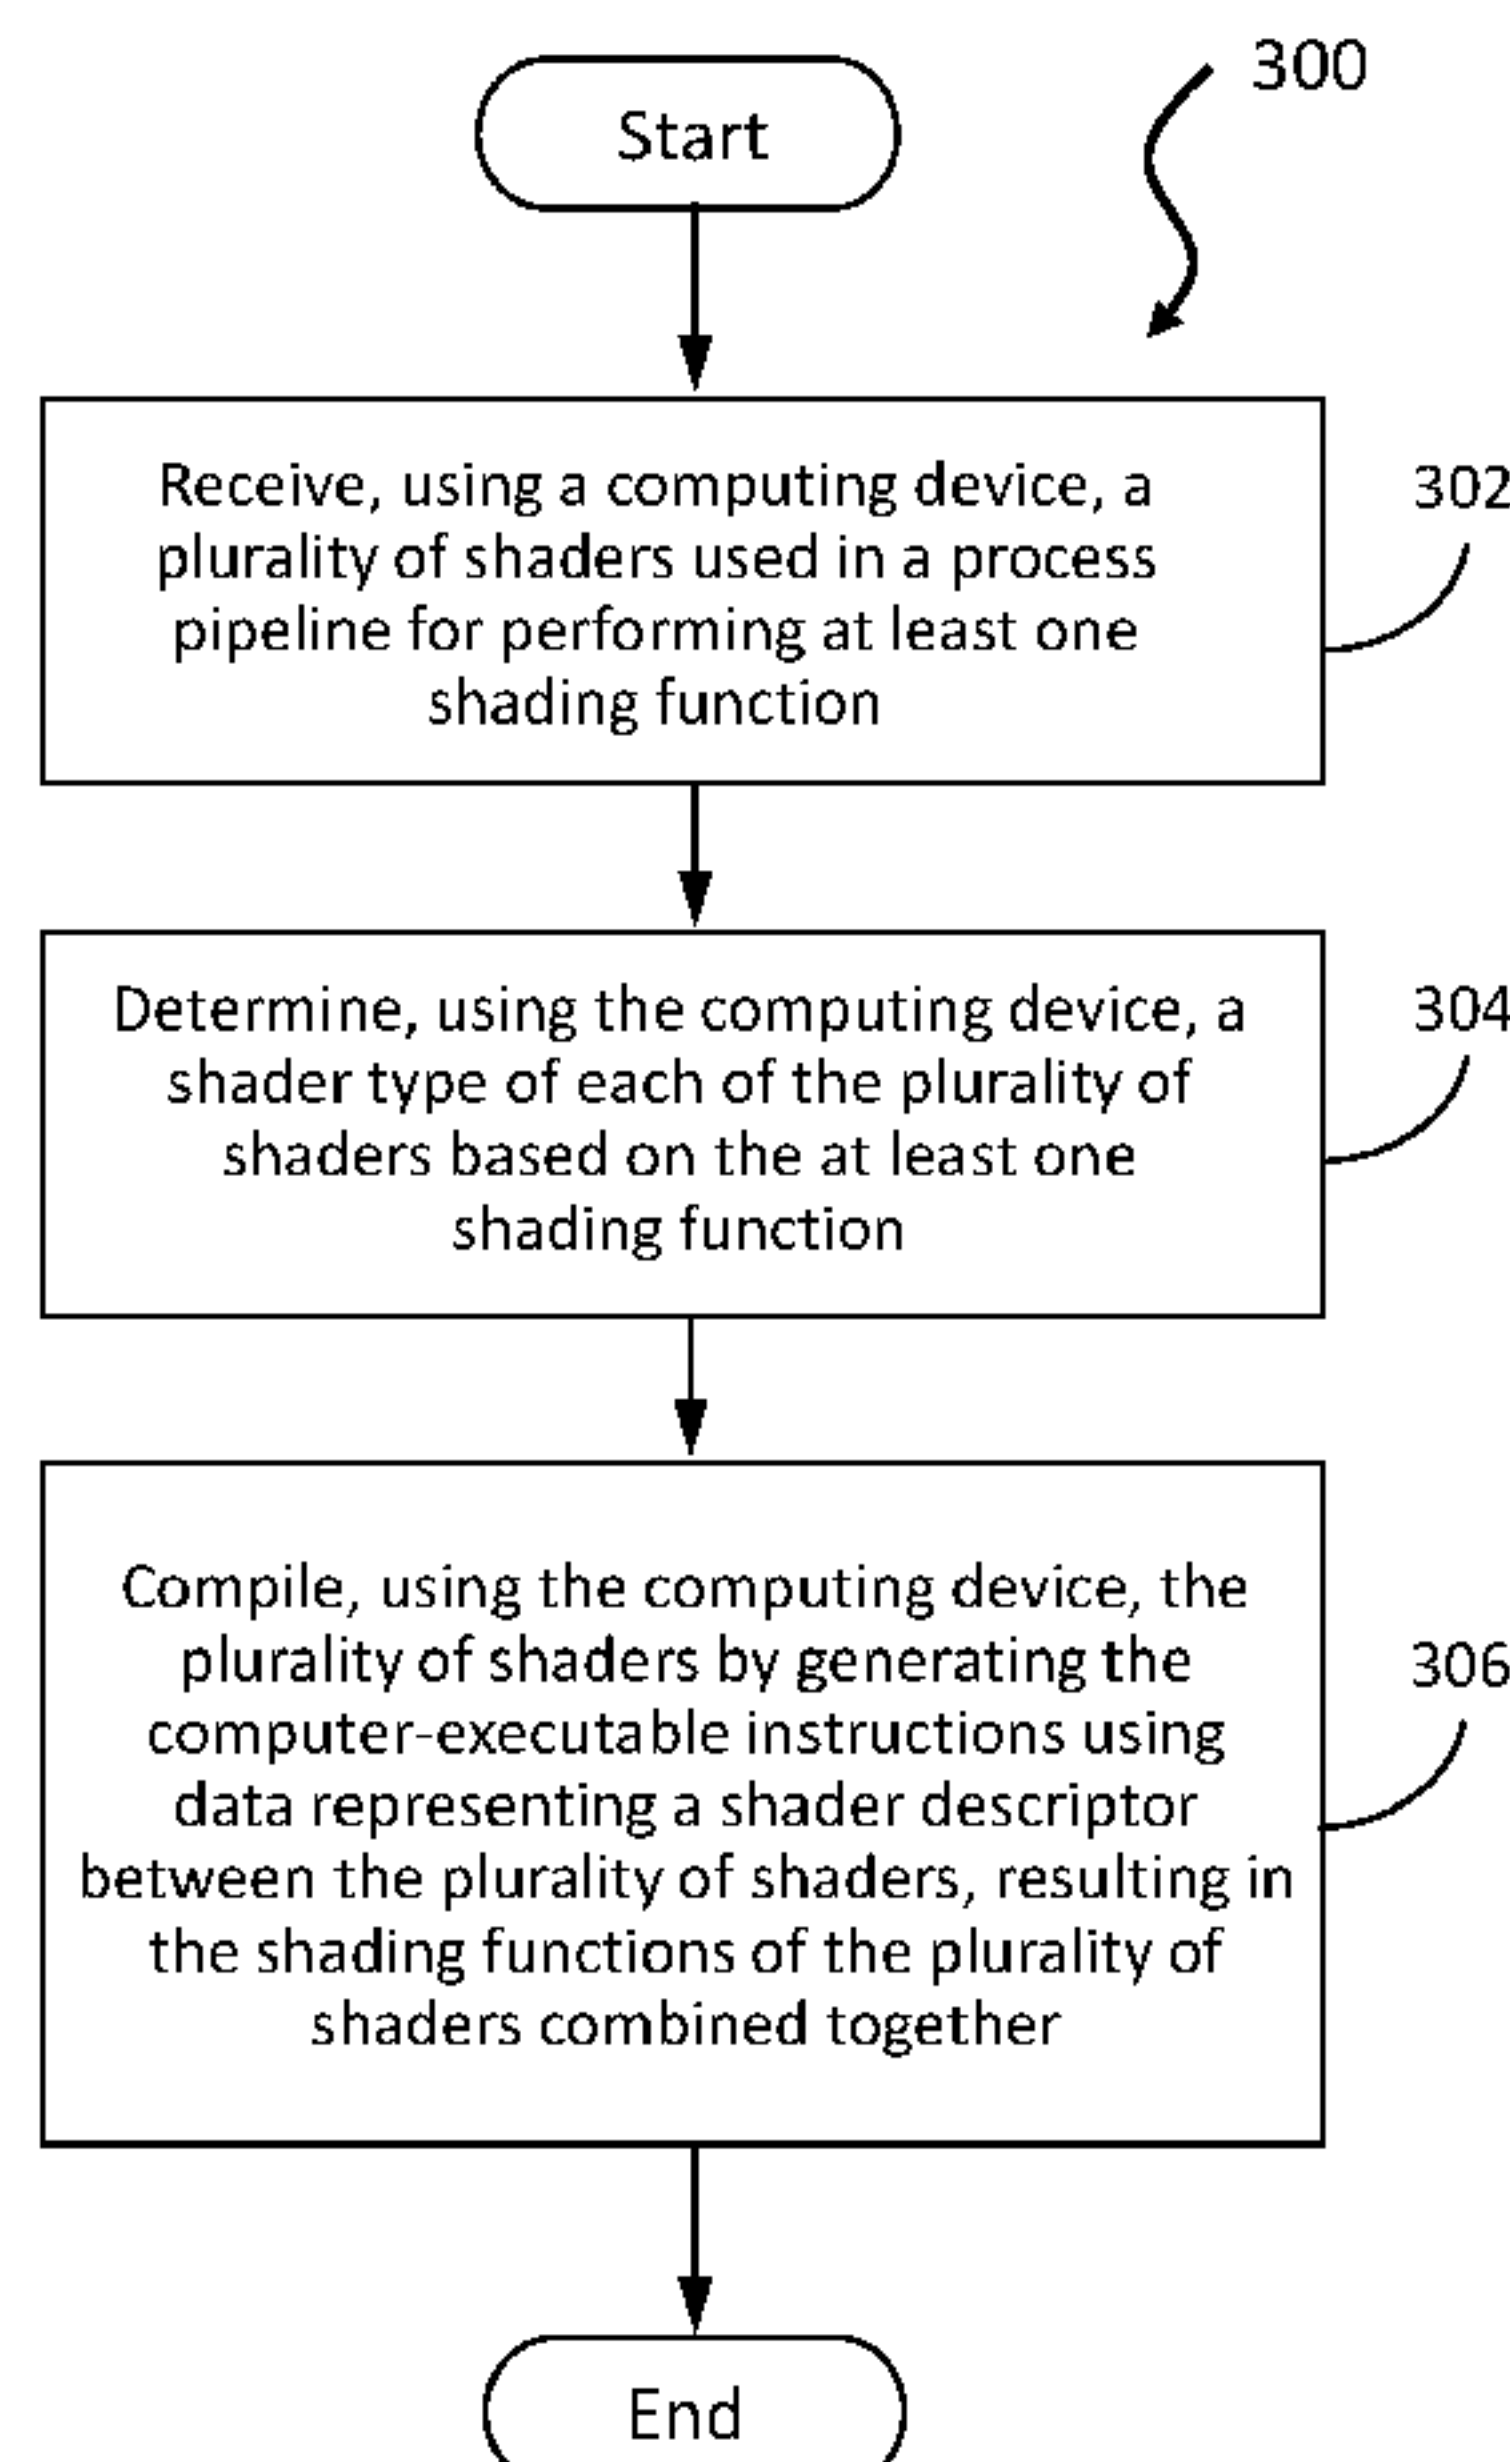 300
Start
Receive, using a computing device, a
plurality of shaders used in a process
pipeline for performing at least one
shading function
302
Determine, using the computing device, a
shader type of each of the plurality of
shaders based on the at least one
shading function
304
Compile, using the computing device, the
plurality of shaders by generating the
computer-executable instructions using
data representing a shader descriptor
between the plurality of shaders, resulting in
the shading functions of the plurality of
shaders combined together
306
End